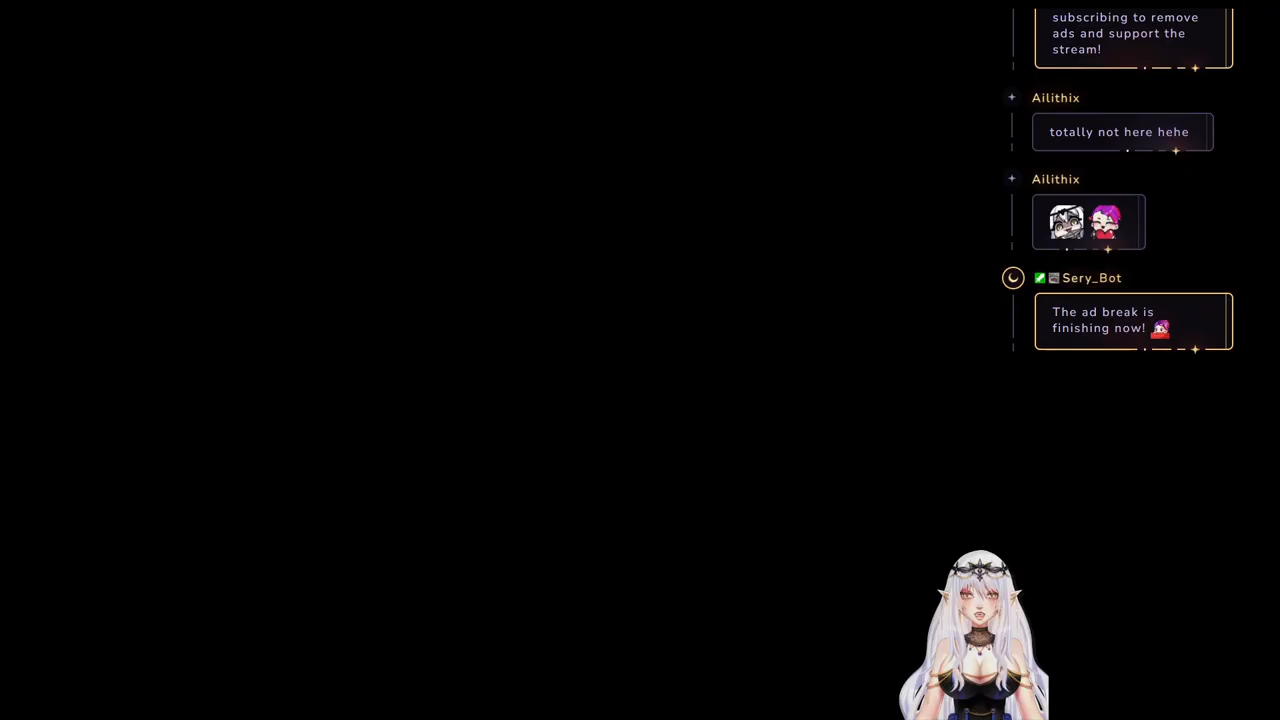 subscribing to remove
ads and support the
stream!
Ailithix
totally not here hehe
Ailithix
Sery_Bot
The ad break is
finishing now!